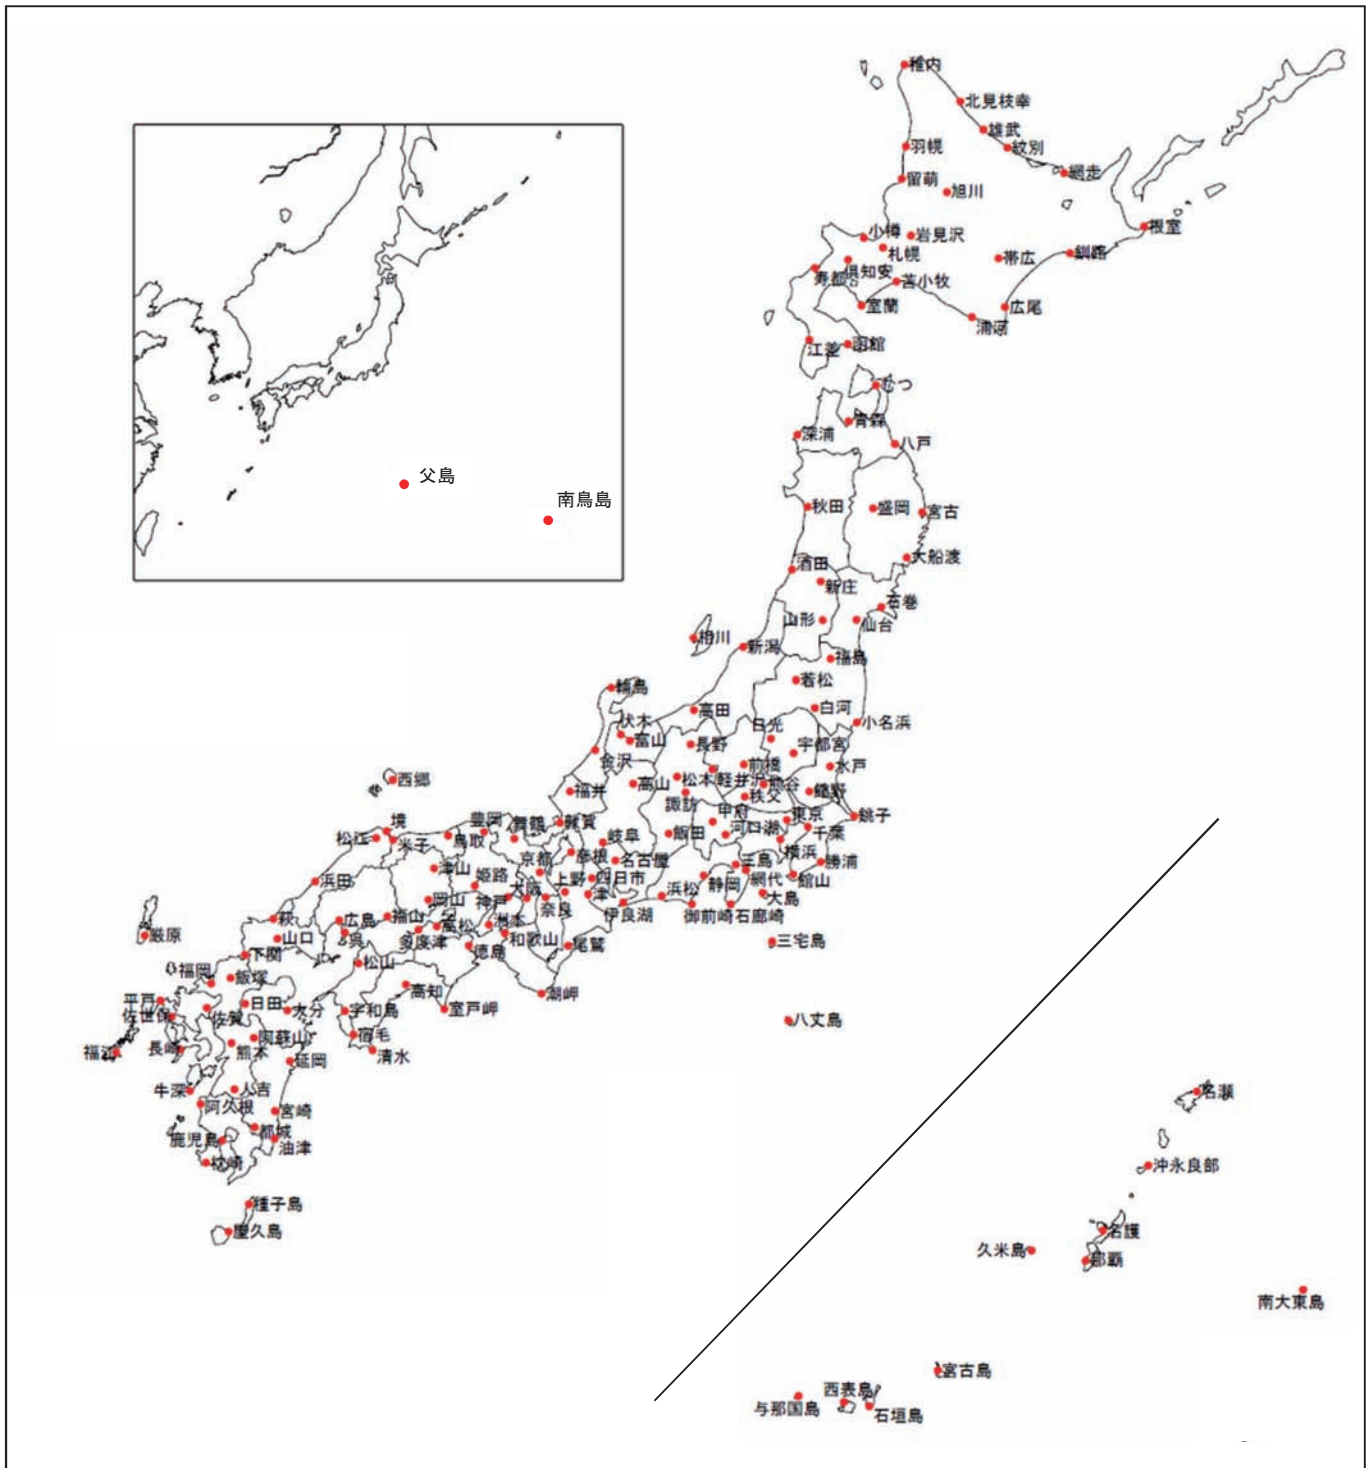 稚内
北見枝幸
雄武
羽幌
紋別
留萌
旭川
網走
根室
小樽
岩見沢
札幌
釧路
帯広
寿都
倶知安
苫小牧
室蘭
広尾
浦河
江差
函館
むつ
青森
深浦
八戸
父島
南鳥島
秋田
盛岡
宮古
大船渡
酒田
新庄
石巻
山形
仙台
相川
新潟
福島
若松
輪島
高田
白河
小名浜
伏木
富山
長野
日光
宇都宮
金沢
前橋
水戸
西郷
福井
高山
松本
軽井沢
熊谷
諏訪
秩父
館野
銚子
境
松江
米子
豊岡
鳥取
舞鶴
敦賀
岐阜
飯田
甲府
河口湖
東京
千葉
横浜
京都
彦根
名古屋
三島
勝浦
津山
姫路
上野
四日市
静岡
網代
館山
浜田
岡山
神戸
大阪
奈良
津
浜松
大島
萩
広島
福山
高松
洲本
伊良湖
御前崎
石廊崎
厳原
山口
呉
多度津
和歌山
尾鷲
三宅島
下関
松山
徳島
福岡
飯塚
高知
潮岬
平戸
佐世保
佐賀
日田
大分
宇和島
室戸岬
八丈島
福江
長崎
熊本
阿蘇山
宿毛
清水
延岡
牛深
人吉
阿久根
宮崎
鹿児島
都城
油津
枕崎
種子島
屋久島
名瀬
沖永良部
名護
久米島
那覇
南大東島
宮古島
与那国島
西表島
石垣島